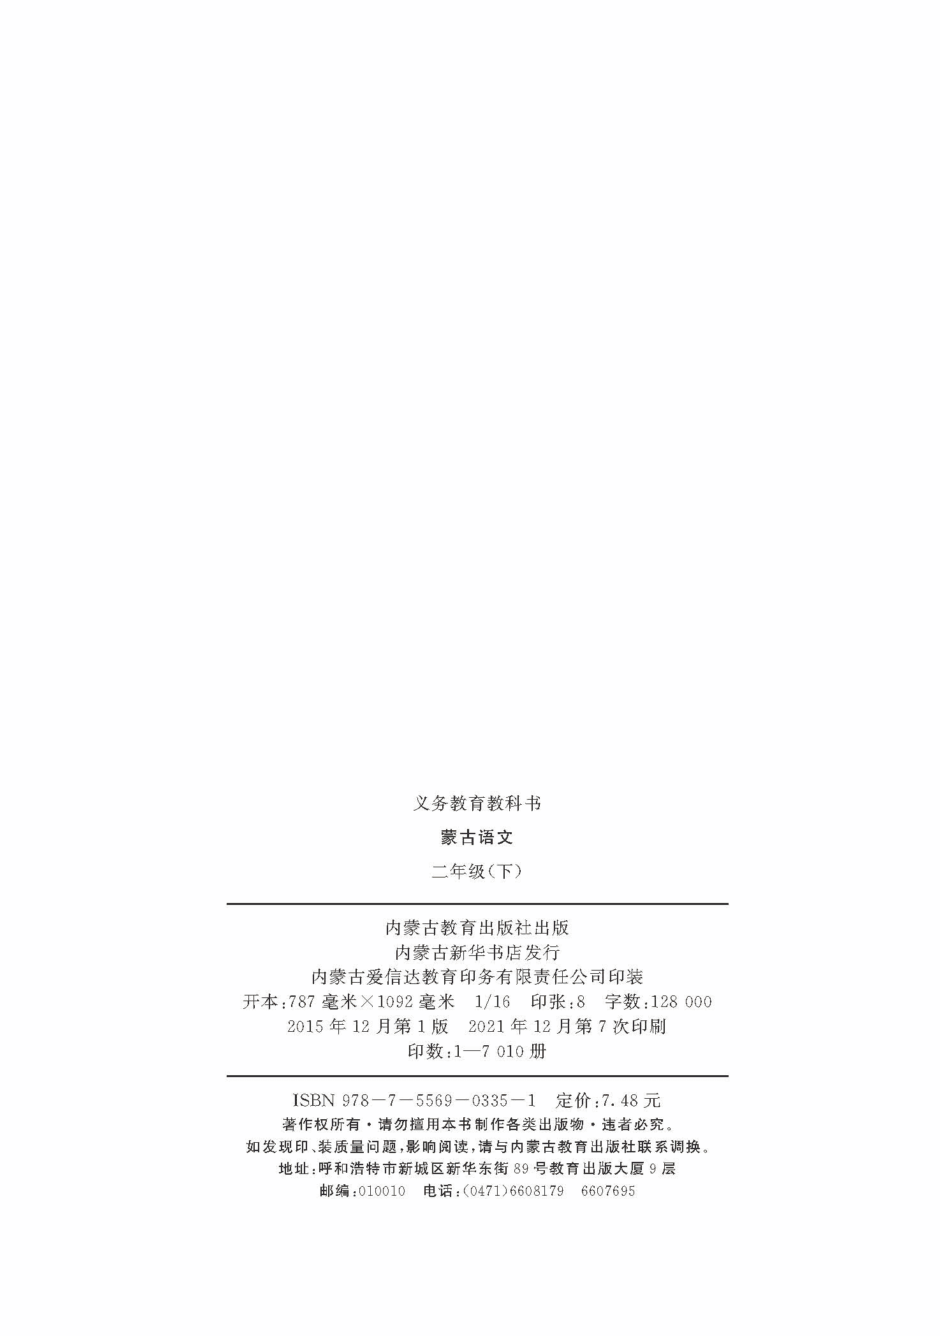 义务教育教科书
蒙古语文
二年级(下)
内蒙古教育出版社出版
内蒙古新华书店发行
内蒙古爱信达教育印务有限责任公司印装
开本:787 毫米×1092 毫米 1/16 印张:8 字数:128 000
2015 年 12 月第 1 版 2021 年 12 月第 7 次印刷
印数:1—7 010 册
ISBN 978-7-5569-0335-1 定价:7.48 元
著作权所有·请勿擅用本书制作各类出版物·违者必究。
如发现印、装质量问题,影响阅读,请与内蒙古教育出版社联系调换。
地址:呼和浩特市新城区新华东街 89 号教育出版大厦 9 层
邮编:010010 电话:(0471)6608179 6607695